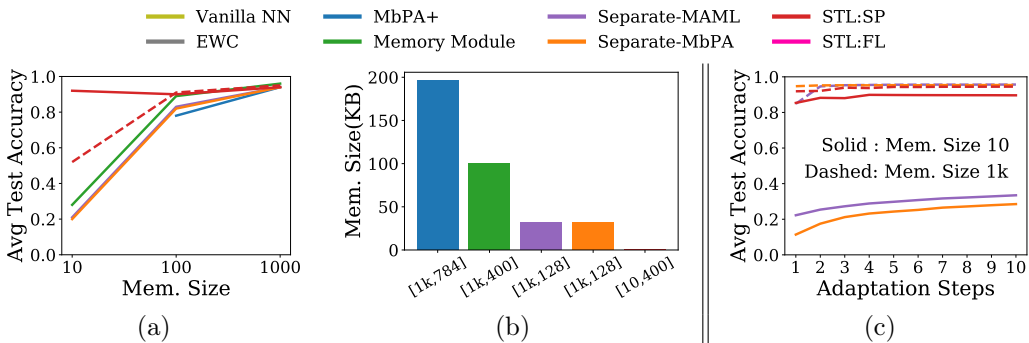 Vanilla NN MbPA+ Separate-MAML STL:SP
EWC Memory Module Separate-MbPA STL:FL
Avg Test Accuracy
1.0
0.8
0.6
0.4
0.2
0.0
10 100 1000
Mem. Size
(a)
Mem. Size(KB)
200
150
100
50
0
[1k,784] [1k,400] [1k,128] [1k,128] [10,400]
(b)
Avg Test Accuracy
1.0
0.8
0.6
0.4
0.2
0.0
Solid : Mem. Size 10
Dashed: Mem. Size 1k
1 2 3 4 5 6 7 8 9 10
Adaptation Steps
(c)